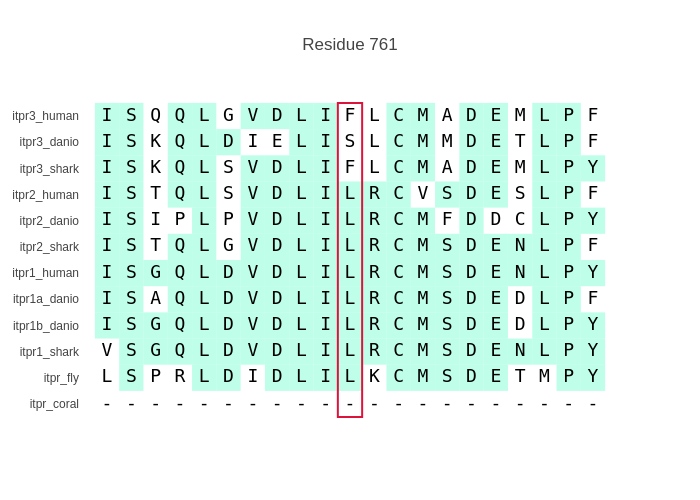 Residue 761
itpr3_human I S Q Q L G V D L I F L C M A D E M L P F
itpr3_danio I S K Q L D I E L I S L C M M D E T L P F
itpr3_shark I S K Q L S V D L I F L C M A D E M L P Y
itpr2_human I S T Q L S V D L I L R C V S D E S L P F
itpr2_danio I S I P L P V D L I L R C M F D D C L P Y
itpr2_shark I S T Q L G V D L I L R C M S D E N L P F
itpr1_human I S G Q L D V D L I L R C M S D E N L P Y
itpr1a_danio I S A Q L D V D L I L R C M S D E D L P F
itpr1b_danio I S G Q L D V D L I L R C M S D E D L P Y
itpr1_shark V S G Q L D V D L I L R C M S D E N L P Y
itpr_fly L S P R L D I D L I L K C M S D E T M P Y
itpr_coral - - - - - - - - - - - - - - - - - - - - -